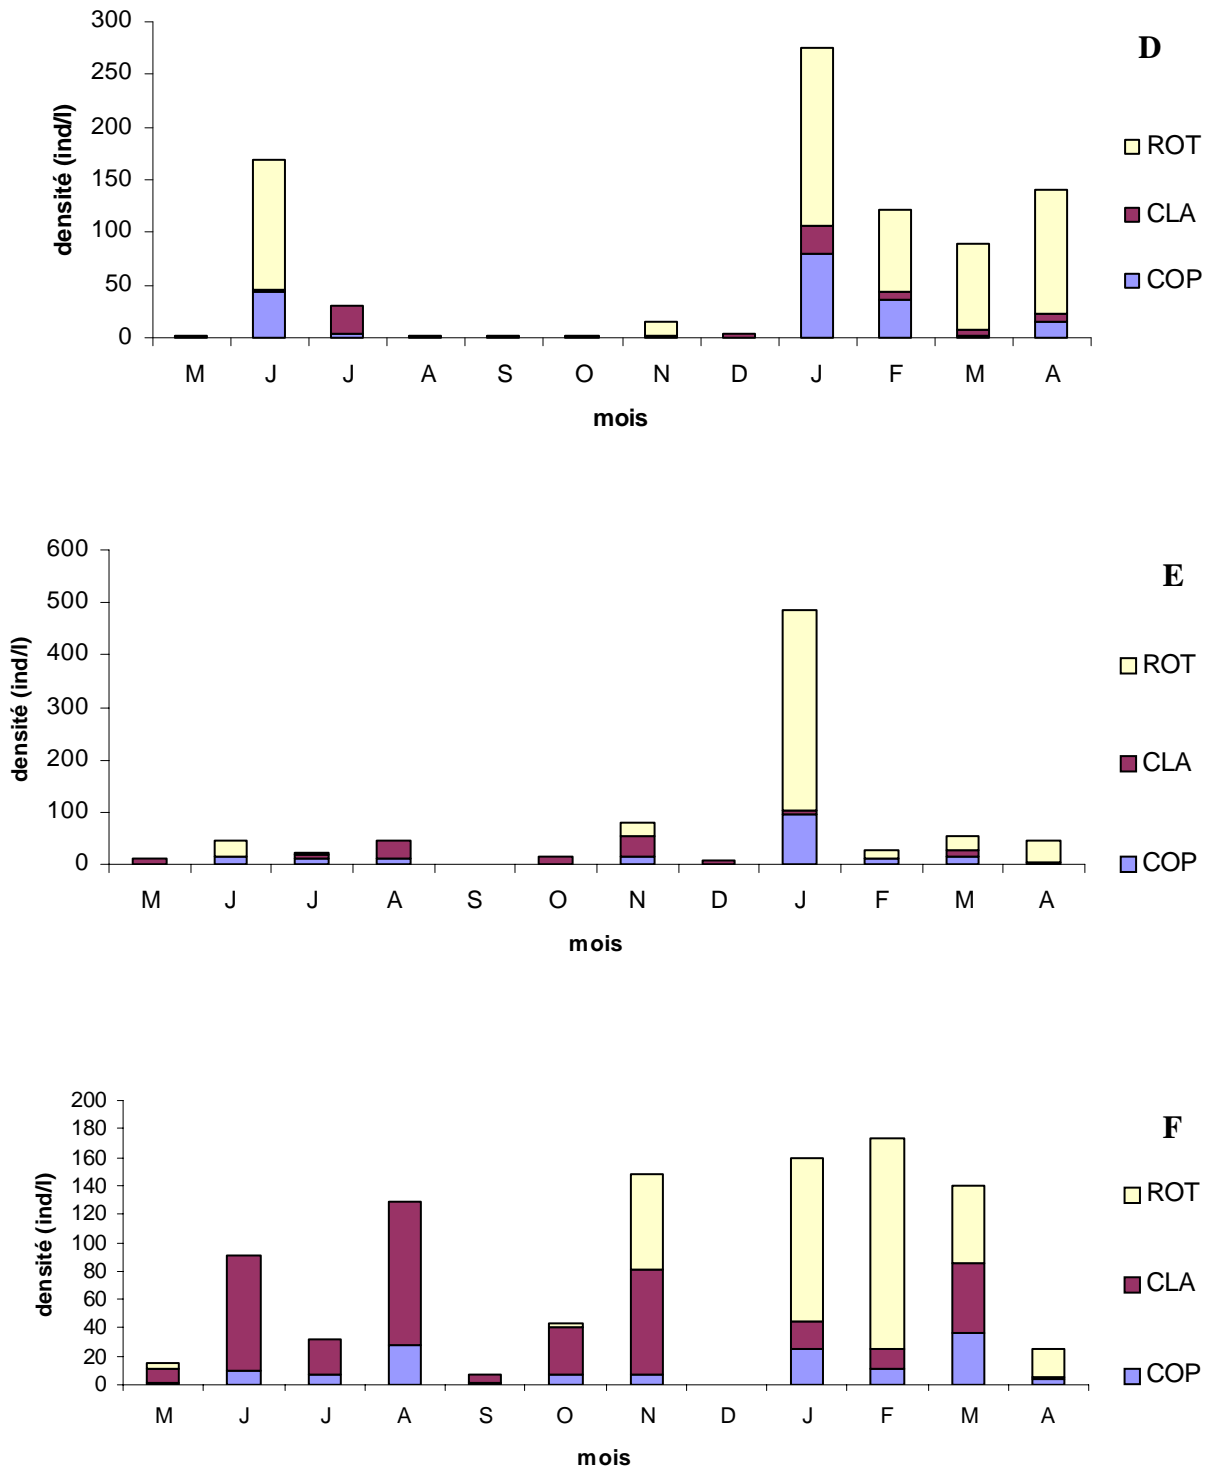 D
300
250
200
150
100
50
0
densité (ind/l)
M J J A S O N D J F M A
mois
ROT
CLA
COP
E
600
500
400
300
200
100
0
densité (ind/l)
M J J A S O N D J F M A
mois
ROT
CLA
COP
F
200
180
160
140
120
100
80
60
40
20
0
densité (ind/l)
M J J A S O N D J F M A
mois
ROT
CLA
COP